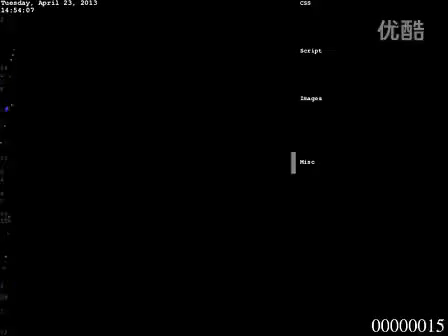 Tuesday, April 23, 2013
14:54:07
CSS
优酷
Script
Images
Misc
00000015